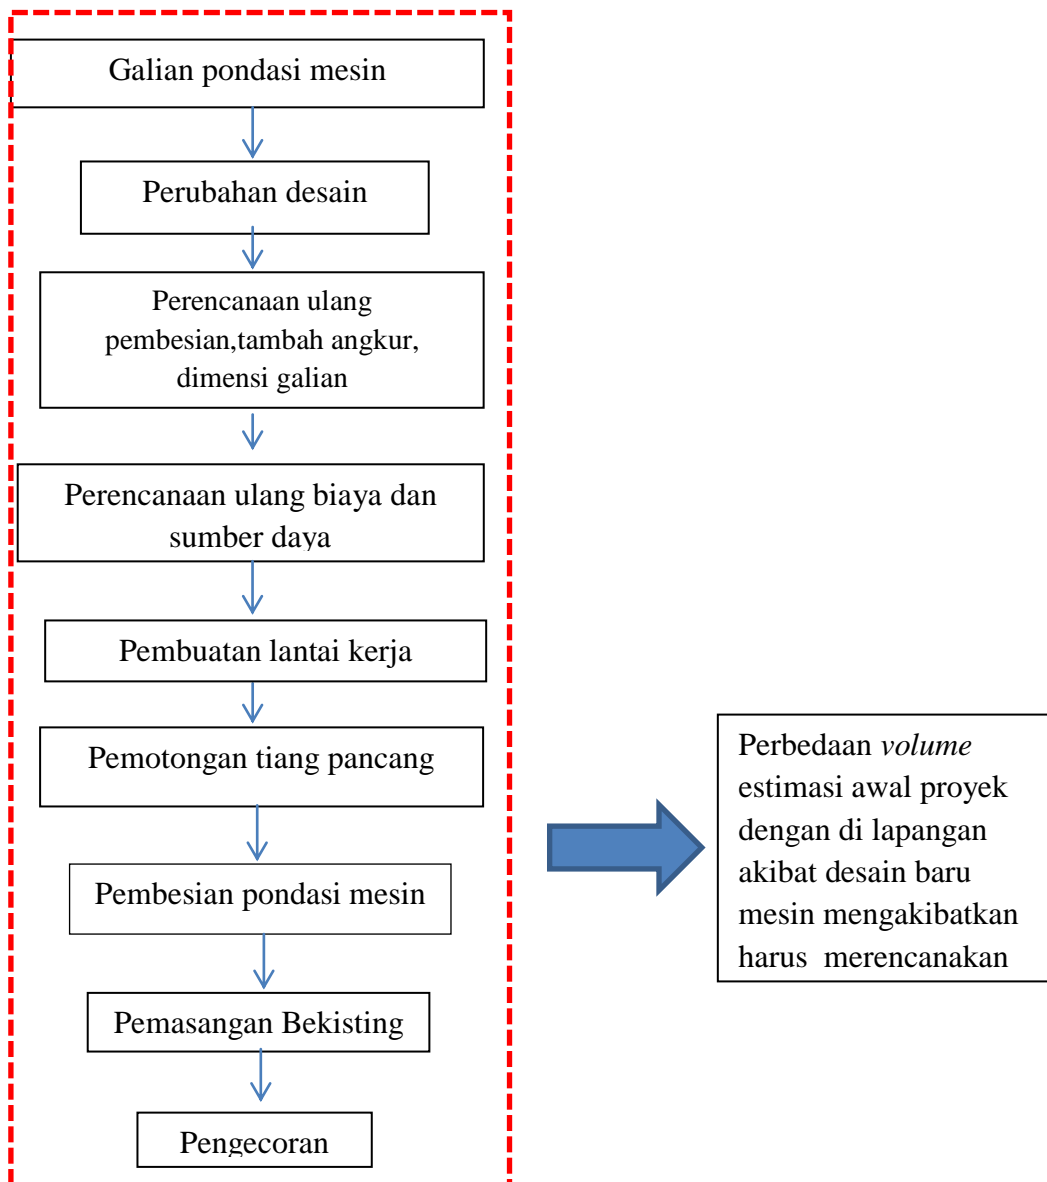 Galian pondasi mesin
Perubahan desain
Perencanaan ulang
pembesian,tambah angkur,
dimensi galian
Perencanaan ulang biaya dan
sumber daya
Pembuatan lantai kerja
Pemotongan tiang pancang
Pembesian pondasi mesin
Pemasangan Bekisting
Pengecoran
Perbedaan volume
estimasi awal proyek
dengan di lapangan
akibat desain baru
mesin mengakibatkan
harus merencanakan